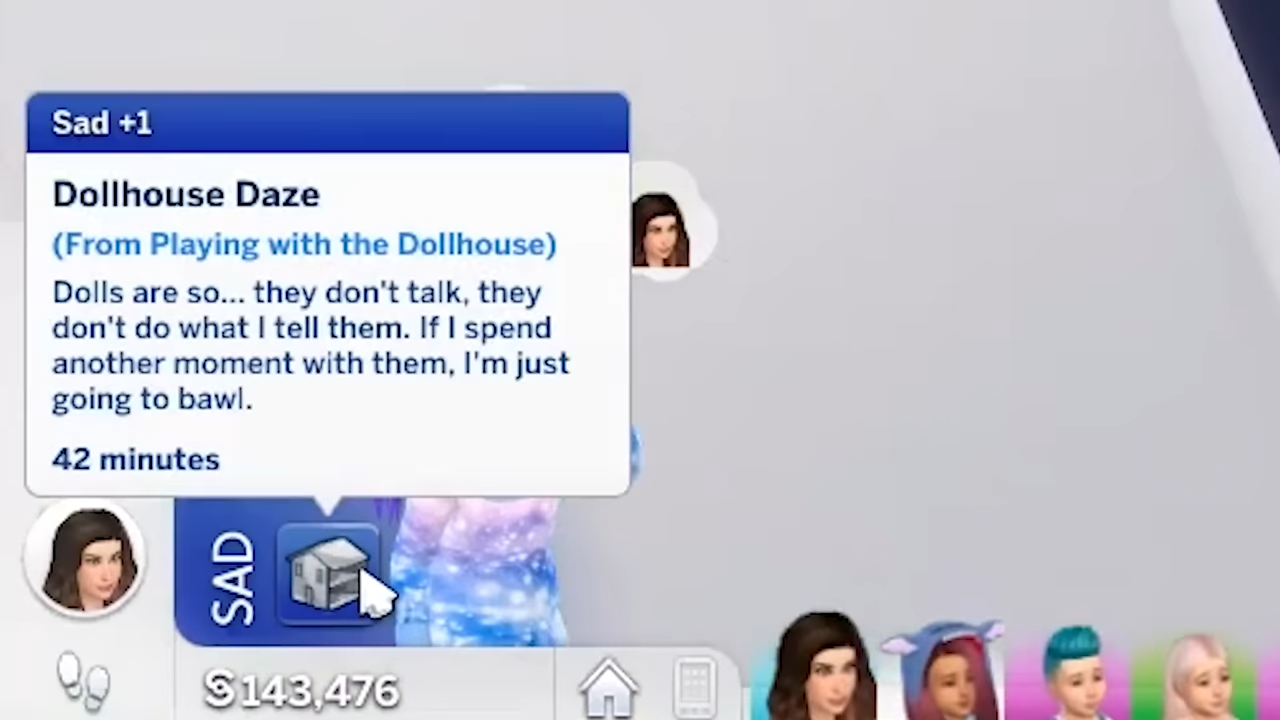 Sad +1
Dollhouse Daze
(From Playing with the Dollhouse)
Dolls are so... they don't talk, they
don't do what I tell them. If I spend
another moment with them, I'm just
going to bawl.
42 minutes
SAD
§143,476